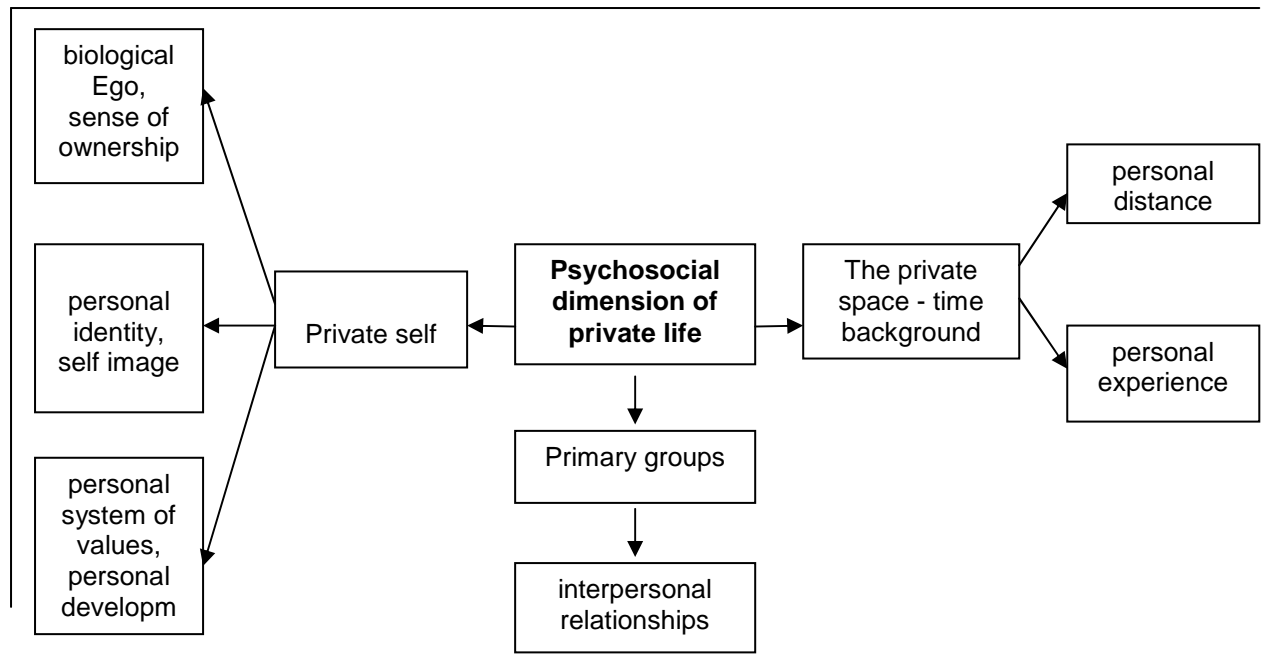 biological
Ego,
sense of
ownership
personal
identity,
self image
personal
system of
values,
personal
developm
Private self
Psychosocial
dimension of
private life
Primary groups
interpersonal
relationships
The private
space - time
background
personal
distance
personal
experience